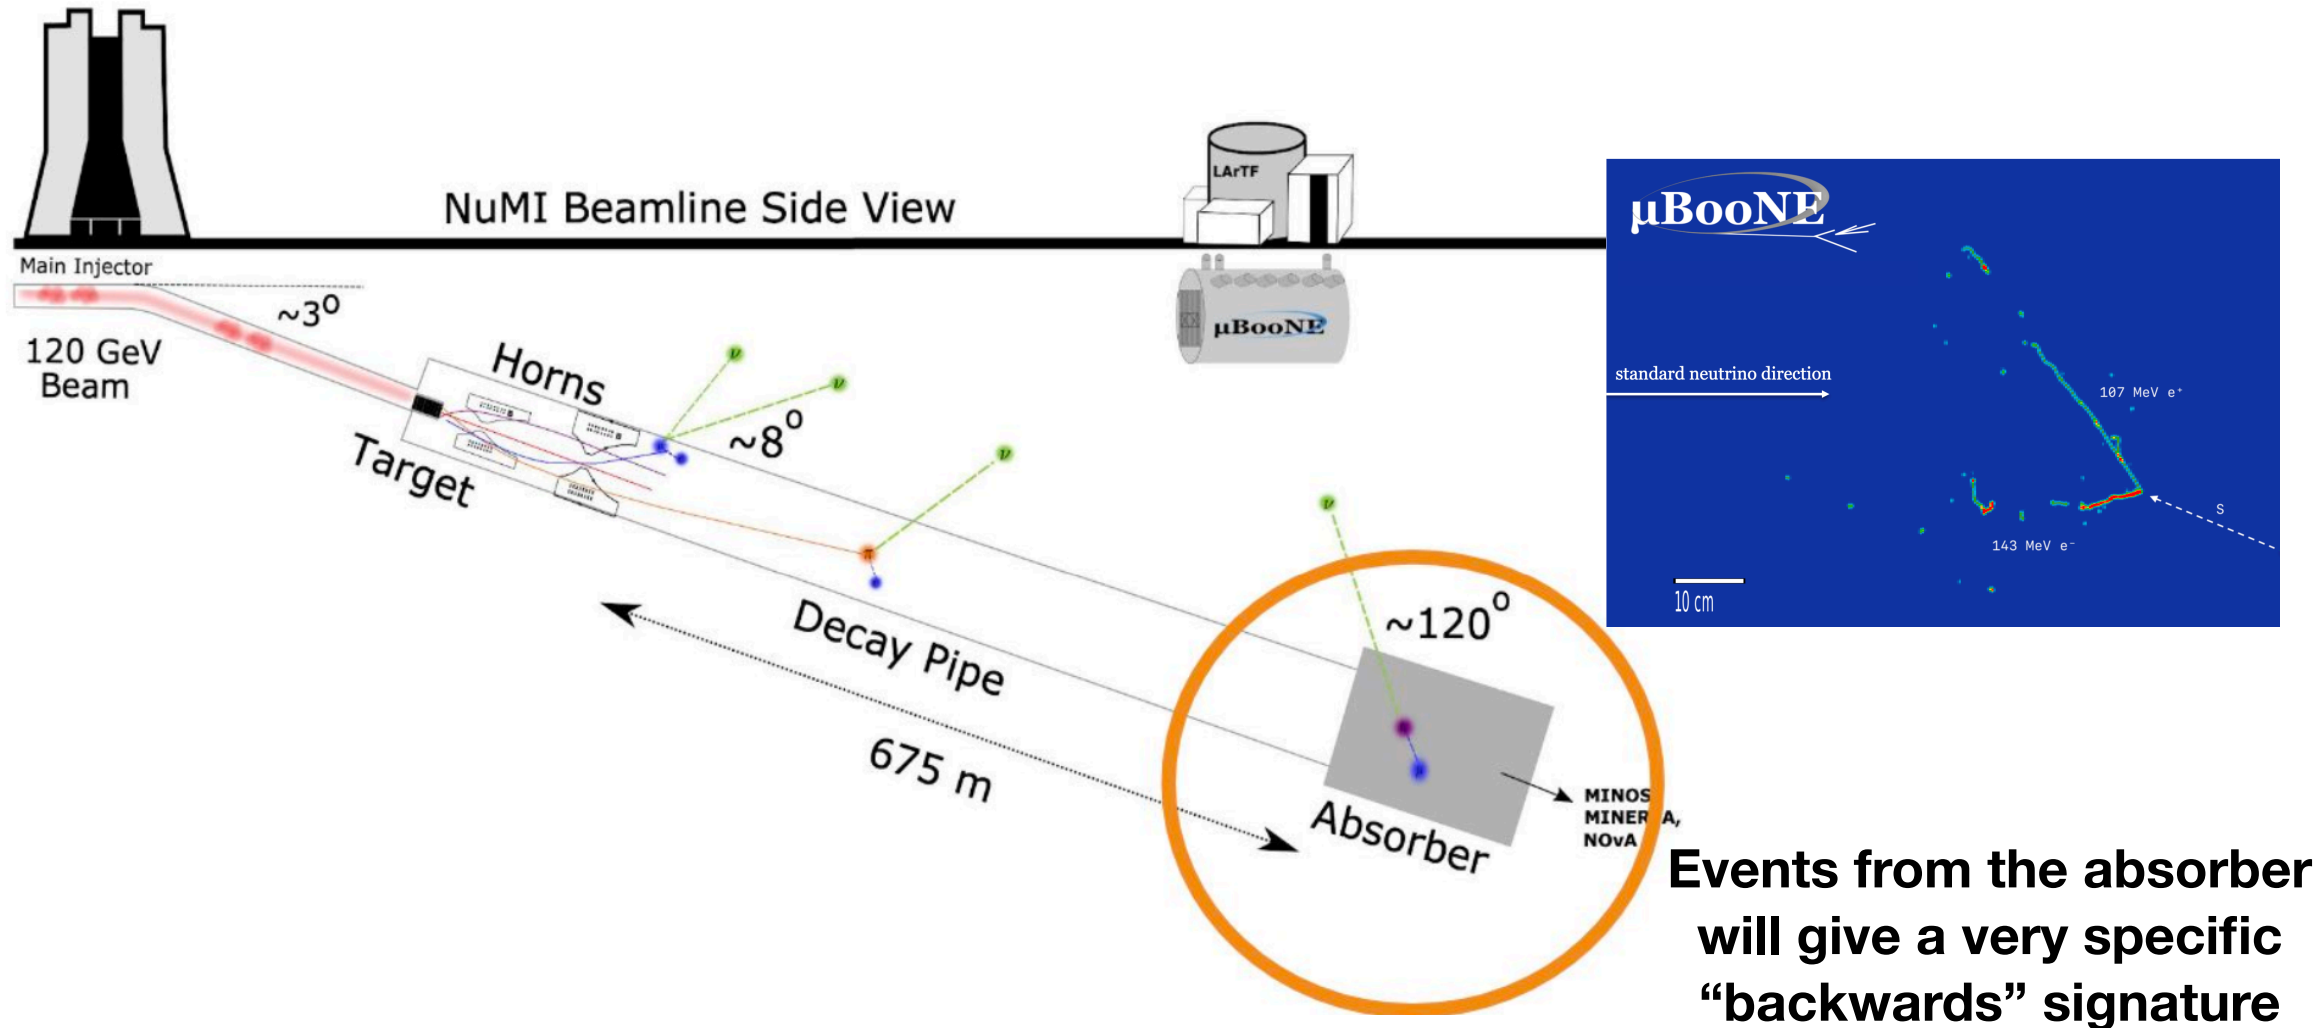 NuMI Beamline Side View
LArTF
µBooNE
Main Injector
~3°
120 GeV
Beam
Horns
µBooNE
ν
ν
~8°
Target
ν
π
ν
standard neutrino direction
107 MeV e⁺
S
143 MeV e⁻
10 cm
~120°
Decay Pipe
675 m
Absorber
MINOS
MINER A,
NOvA
Events from the absorber
will give a very specific
“backwards” signature